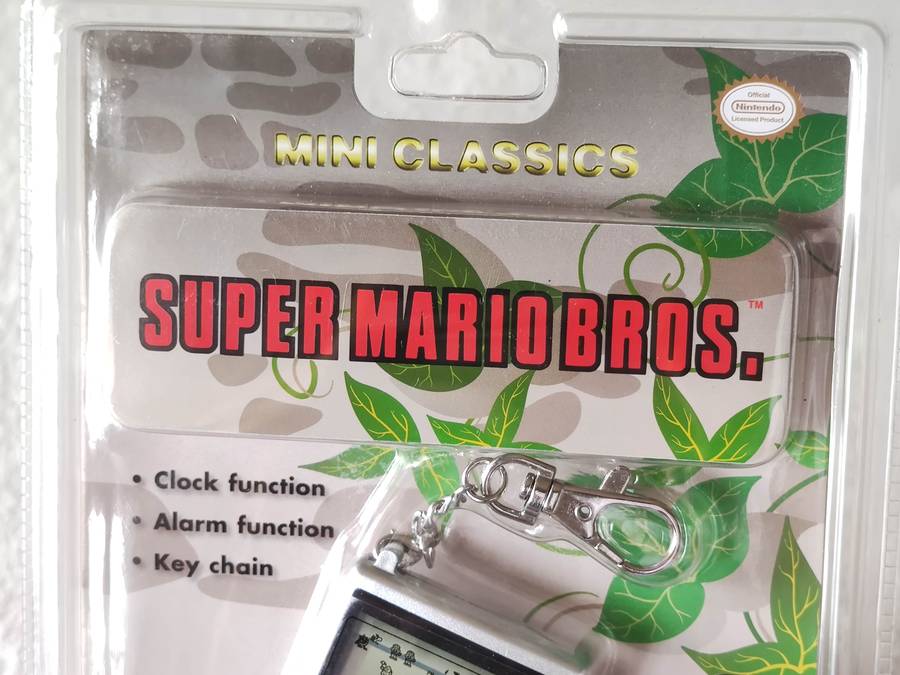 Official
Nintendo
Licensed Product
MINI CLASSICS
SUPER MARIO BROS.™
• Clock function
• Alarm function
• Key chain